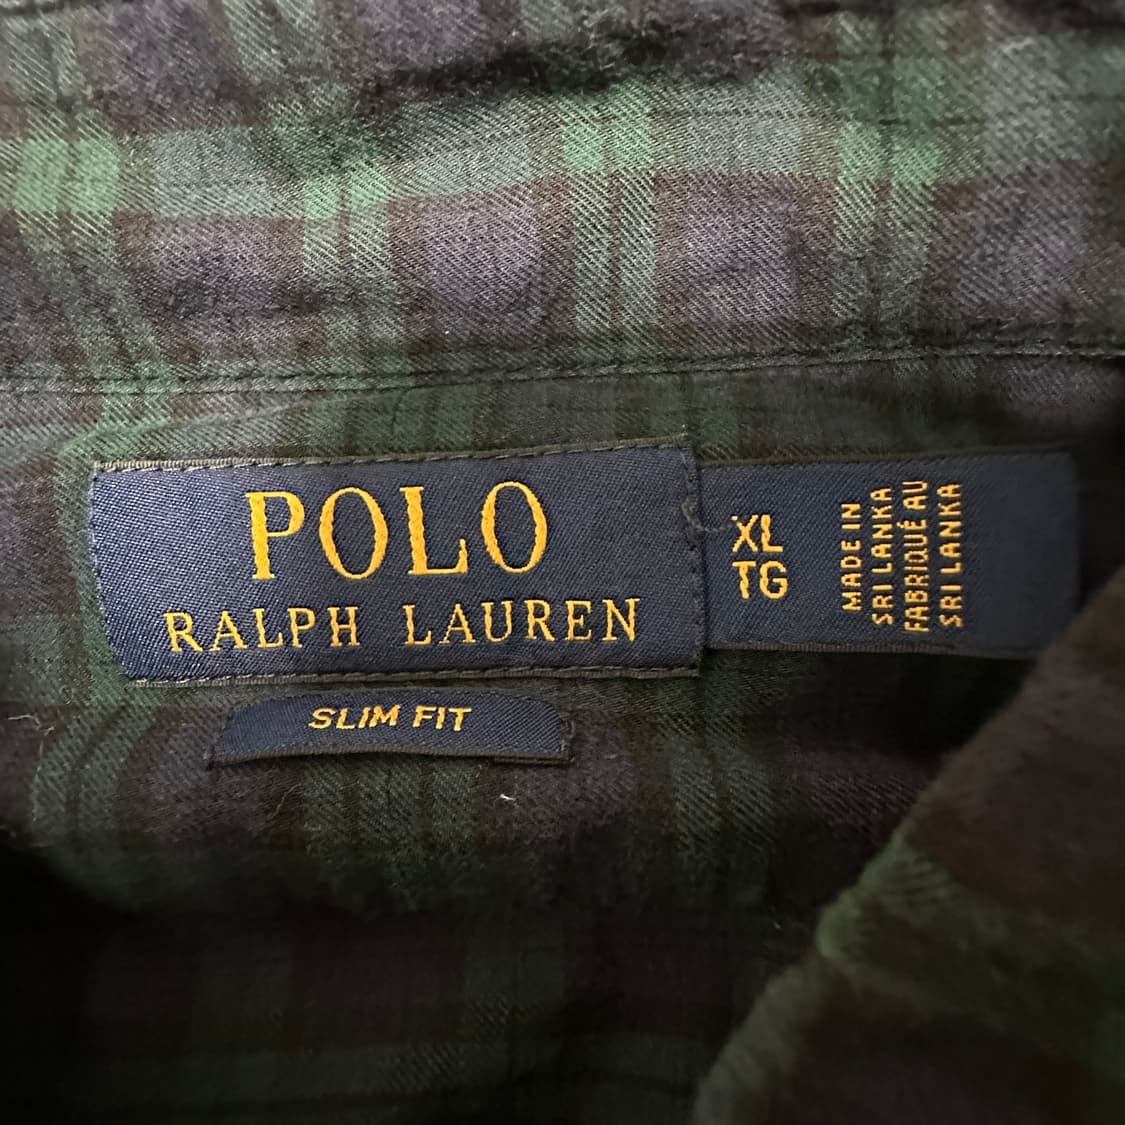 POLO
RALPH LAUREN
SLIM FIT
XL
TG
MADE IN
SRI LANKA
FABRIQUÉ AU
SRI LANKA